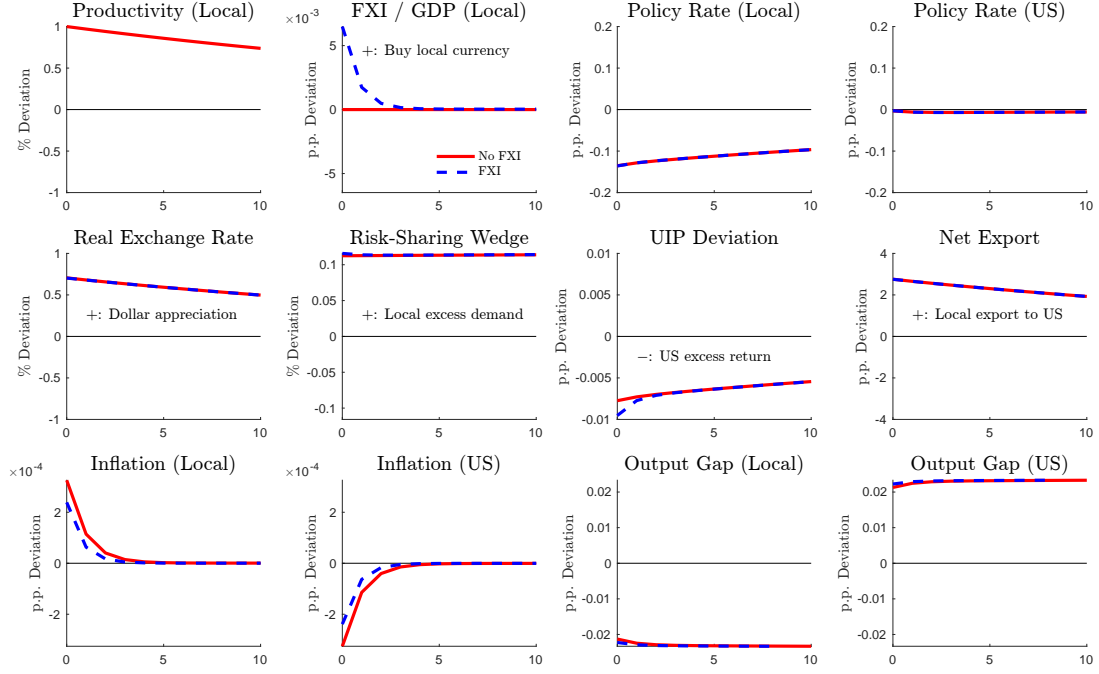 Productivity (Local)
FXI / GDP (Local)
Policy Rate (Local)
Policy Rate (US)
×10⁻³
% Deviation
1
0.5
0
-0.5
-1
0 5 10
p.p. Deviation
5
0
-5
+: Buy local currency
No FXI
FXI
0 5 10
p.p. Deviation
0.2
0.1
0
-0.1
-0.2
0 5 10
p.p. Deviation
0.2
0.1
0
-0.1
-0.2
0 5 10
Real Exchange Rate
Risk-Sharing Wedge
UIP Deviation
Net Export
% Deviation
1
0.5
0
0.5
1
+: Dollar appreciation
0 5 10
% Deviation
0.1
0.05
0
0.05
0.1
+: Local excess demand
0 5 10
p.p. Deviation
0.01
0.005
0
-0.005
-0.01
−: US excess return
0 5 10
p.p. Deviation
4
2
0
-2
-4
+: Local export to US
0 5 10
Inflation (Local)
Inflation (US)
Output Gap (Local)
Output Gap (US)
×10⁻⁴
p.p. Deviation
2
0
-2
0 5 10
×10⁻⁴
p.p. Deviation
2
0
-2
0 5 10
p.p. Deviation
0.02
0.01
0
-0.01
-0.02
0 5 10
p.p. Deviation
0.02
0.01
0
-0.01
-0.02
0 5 10